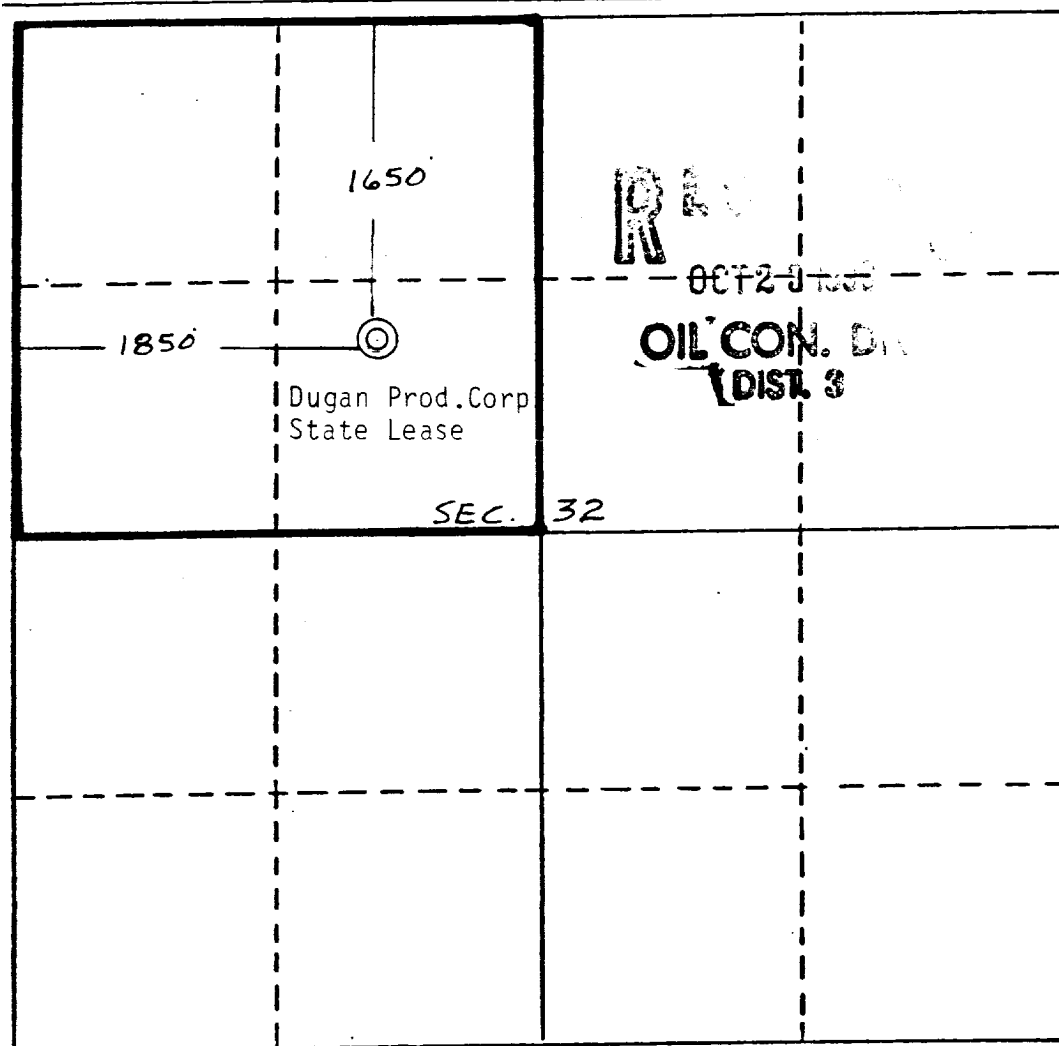 1650'
1850'
OIL CON.
DIST. 3
Dugan Prod.Corp
State Lease
SEC. 32